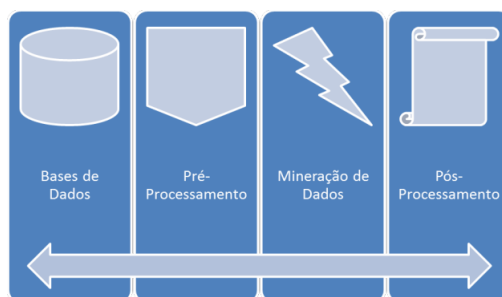 Bases de
Dados
Pré-
Processamento
Mineração de
Dados
Pós-
Processamento